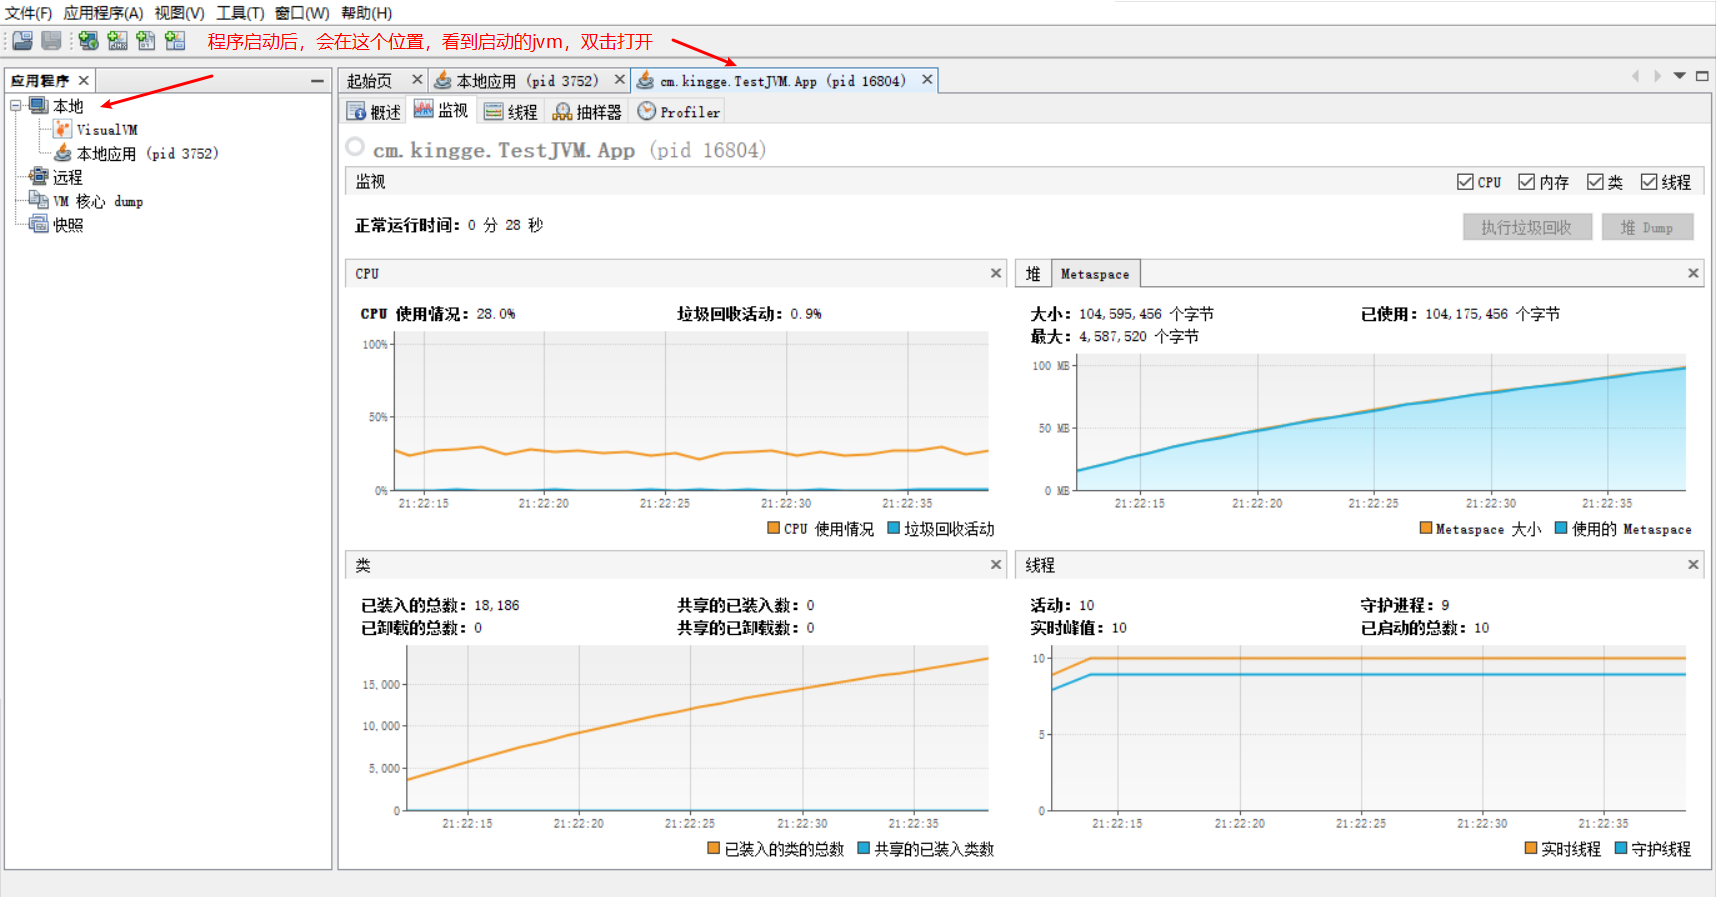 文件(F) 应用程序(A) 视图(V) 工具(T) 窗口(W) 帮助(H)
程序启动后，会在这个位置，看到启动的jvm，双击打开
应用程序
本地
VisualVM
本地应用 (pid 3752)
远程
VM 核心 dump
快照
起始页 本地应用 (pid 3752) cm.kingge.TestJVM.App (pid 16804)
概述 监视 线程 抽样器 Profiler
cm.kingge.TestJVM.App (pid 16804)
监视 CPU 内存 类 线程
正常运行时间: 0 分 28 秒 执行垃圾回收 堆 Dump
CPU
CPU 使用情况: 28.0% 垃圾回收活动: 0.9%
100%
50%
0%
21:22:15 21:22:20 21:22:25 21:22:30 21:22:35
CPU 使用情况 垃圾回收活动
堆 Metaspace
大小: 104,595,456 个字节 已使用: 104,175,456 个字节
最大: 4,587,520 个字节
100 MB
50 MB
0 MB
21:22:15 21:22:20 21:22:25 21:22:30 21:22:35
Metaspace 大小 使用的 Metaspace
类
已装入的总数: 18,186 共享的已装入数: 0
已卸载的总数: 0 共享的已卸载数: 0
15,000
10,000
5,000
0
21:22:15 21:22:20 21:22:25 21:22:30 21:22:35
已装入的类的总数 共享的已装入类数
线程
活动: 10 守护进程: 9
实时峰值: 10 已启动的总数: 10
10
5
0
21:22:15 21:22:20 21:22:25 21:22:30 21:22:35
实时线程 守护线程